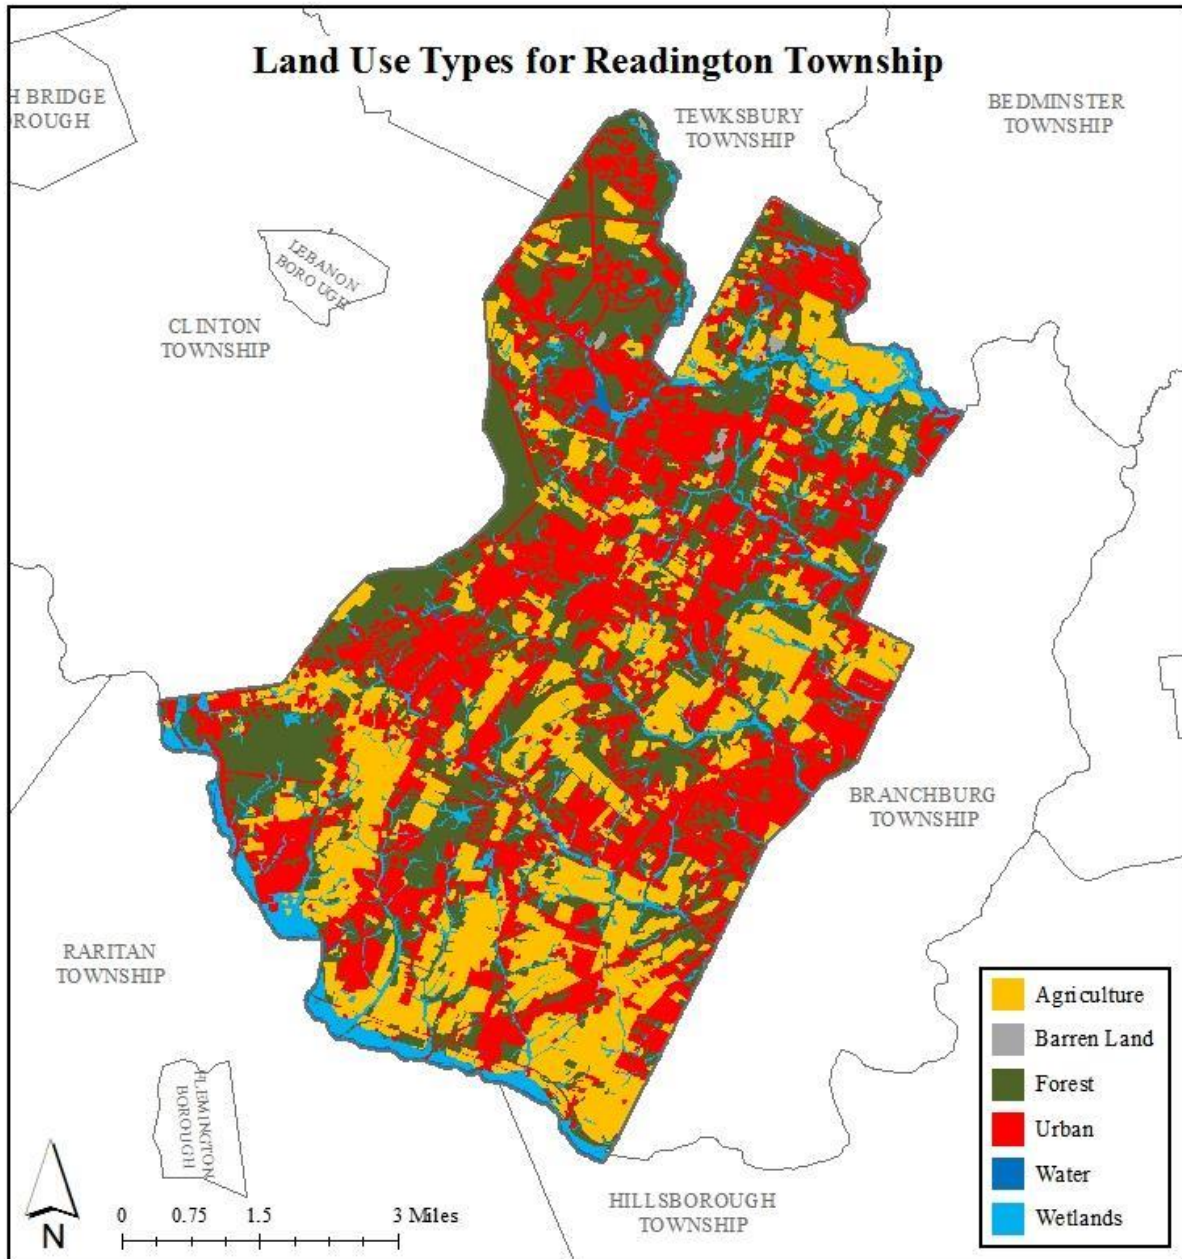 Land Use Types for Readington Township
H BRIDGE
OROUGH
TEWKSBURY
TOWNSHIP
BEDMINSTER
TOWNSHIP
LEBANON
BOROUGH
CLINTON
TOWNSHIP
BRANCHBURG
TOWNSHIP
RARITAN
TOWNSHIP
FLEMINGTON
BOROUGH
HILLSBOROUGH
TOWNSHIP
Agriculture
Barren Land
Forest
Urban
Water
Wetlands
N
0 0.75 1.5 3 Miles